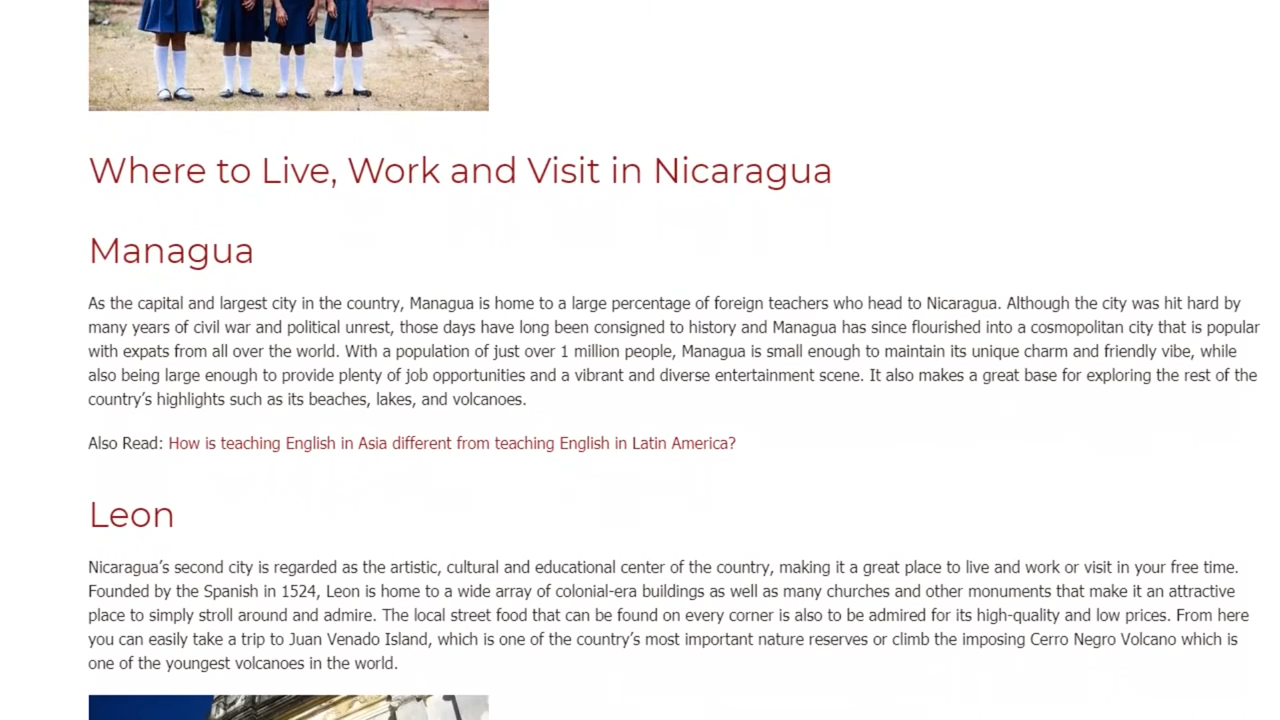 Where to Live, Work and Visit in Nicaragua
Managua
As the capital and largest city in the country, Managua is home to a large percentage of foreign teachers who head to Nicaragua. Although the city was hit hard by
many years of civil war and political unrest, those days have long been consigned to history and Managua has since flourished into a cosmopolitan city that is popular
with expats from all over the world. With a population of just over 1 million people, Managua is small enough to maintain its unique charm and friendly vibe, while
also being large enough to provide plenty of job opportunities and a vibrant and diverse entertainment scene. It also makes a great base for exploring the rest of the
country’s highlights such as its beaches, lakes, and volcanoes.
Also Read: How is teaching English in Asia different from teaching English in Latin America?
Leon
Nicaragua’s second city is regarded as the artistic, cultural and educational center of the country, making it a great place to live and work or visit in your free time.
Founded by the Spanish in 1524, Leon is home to a wide array of colonial-era buildings as well as many churches and other monuments that make it an attractive
place to simply stroll around and admire. The local street food that can be found on every corner is also to be admired for its high-quality and low prices. From here
you can easily take a trip to Juan Venado Island, which is one of the country’s most important nature reserves or climb the imposing Cerro Negro Volcano which is
one of the youngest volcanoes in the world.